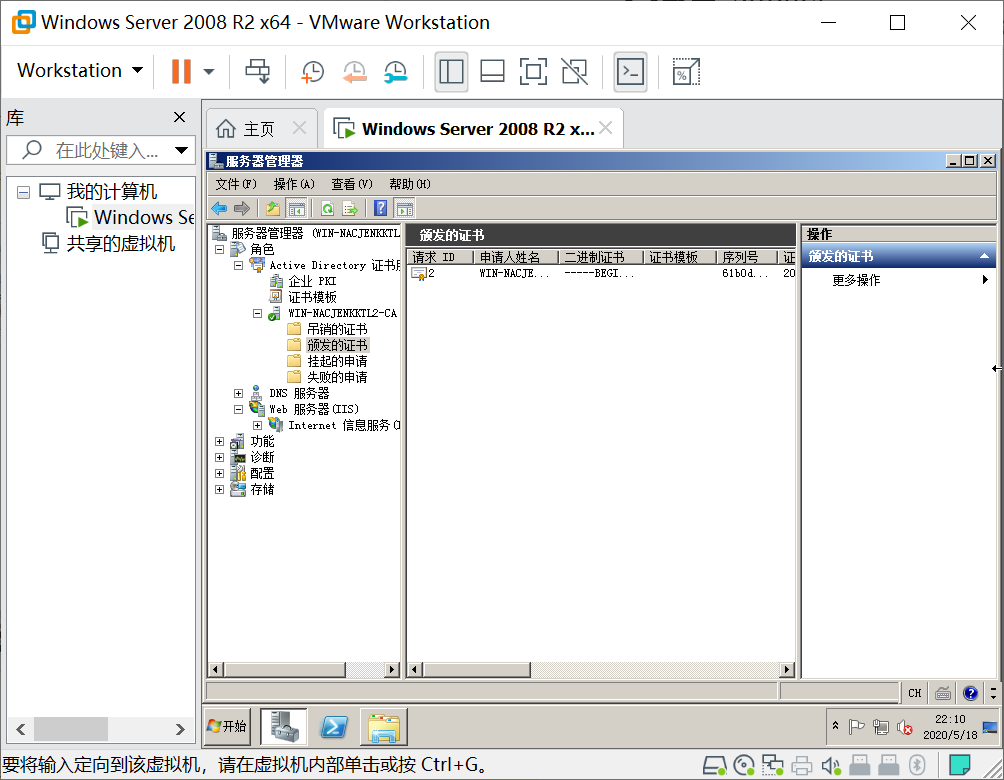 Windows Server 2008 R2 x64 - VMware Workstation
Workstation
库
主页
Windows Server 2008 R2 x...
在此处键入...
我的计算机
Windows Se
共享的虚拟机
服务器管理器
文件(F) 操作(A) 查看(V) 帮助(H)
服务器管理器 (WIN-NACJENKKTL
角色
Active Directory 证书服
企业 PKI
证书模板
WIN-NACJENKKTL2-CA
吊销的证书
颁发的证书
挂起的申请
失败的申请
DNS 服务器
Web 服务器(IIS)
Internet 信息服务(I
功能
诊断
配置
存储
颁发的证书
请求 ID 申请人姓名 二进制证书 证书模板 序列号 证
2 WIN-NACJE... -----BEGI... 61b0d... 20
操作
颁发的证书
更多操作
CH
开始
22:10
2020/5/18
要将输入定向到该虚拟机，请在虚拟机内部单击或按 Ctrl+G。